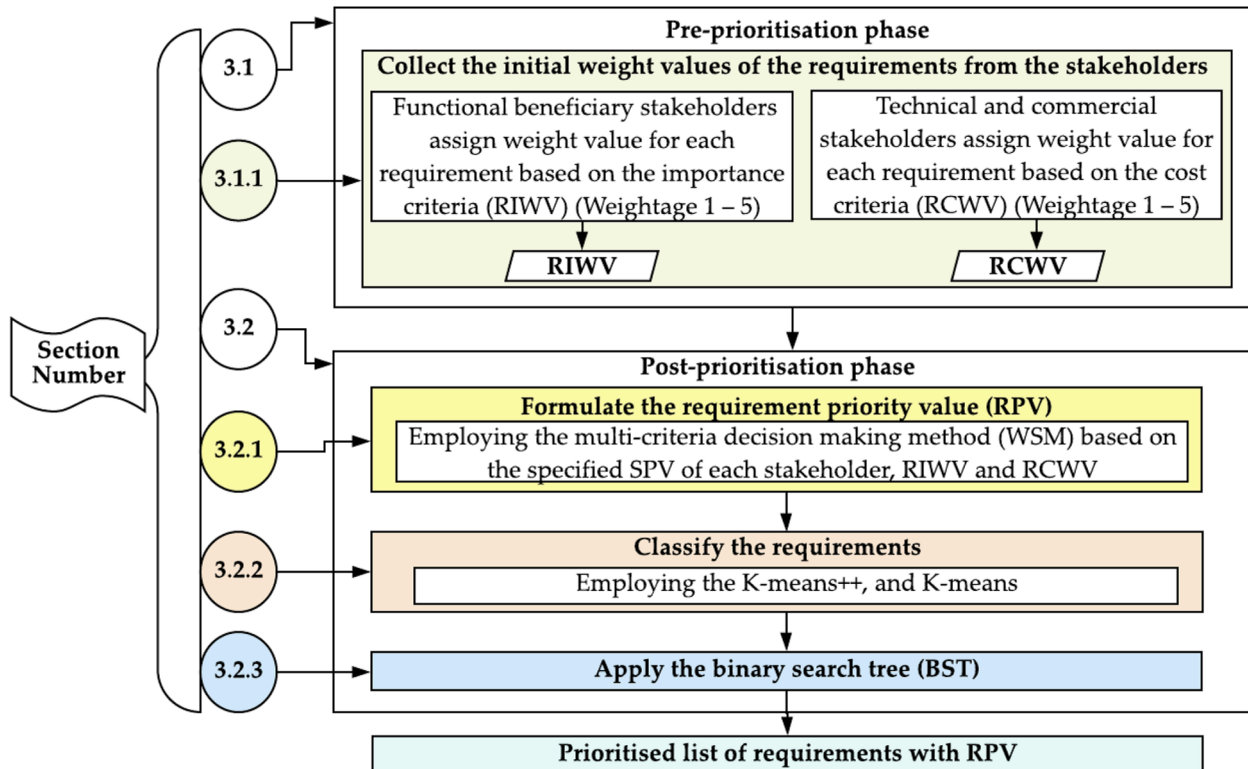 Pre-prioritisation phase
3.1
Collect the initial weight values of the requirements from the stakeholders
Functional beneficiary stakeholders
assign weight value for each
requirement based on the importance
criteria (RIWV) (Weightage 1 – 5)
Technical and commercial
stakeholders assign weight value for
each requirement based on the cost
criteria (RCWV) (Weightage 1 – 5)
3.1.1
RIWV
RCWV
3.2
Section
Number
Post-prioritisation phase
Formulate the requirement priority value (RPV)
3.2.1
Employing the multi-criteria decision making method (WSM) based on
the specified SPV of each stakeholder, RIWV and RCWV
Classify the requirements
3.2.2
Employing the K-means++, and K-means
3.2.3
Apply the binary search tree (BST)
Prioritised list of requirements with RPV